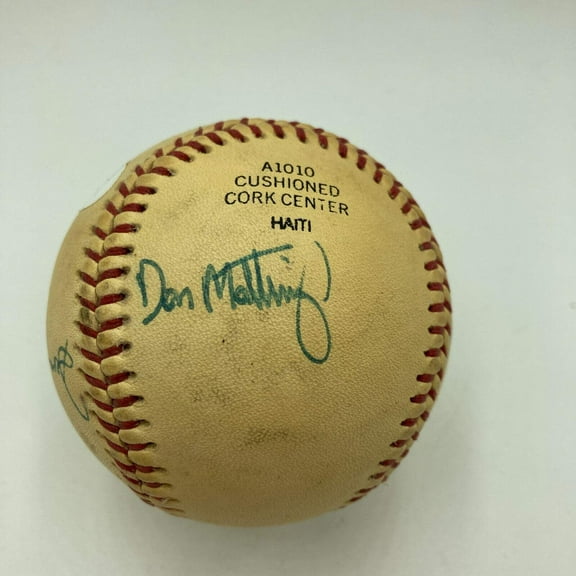 A1010
CUSHIONED
CORK CENTER
HAITI
Don Mattingly